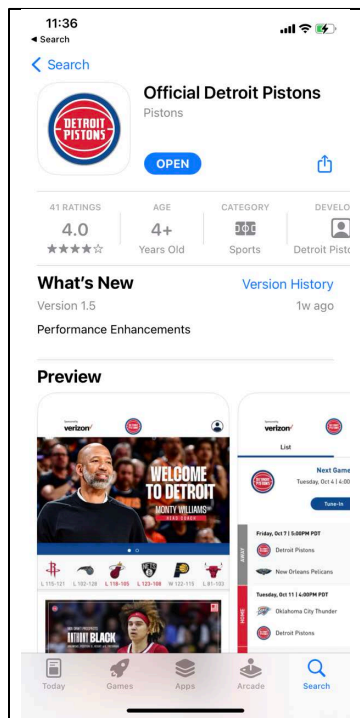 11:36
◀ Search
Search
DETROIT
PISTONS
Official Detroit Pistons
Pistons
OPEN
41 RATINGS
AGE
CATEGORY
DEVELO
4.0
4+
★★★★☆
Years Old
Sports
Detroit Pisto
What's New
Version History
Version 1.5
1w ago
Performance Enhancements
Preview
verizon✓
WELCOME
TO DETROIT
MONTY WILLIAMS
HEAD COACH
L 115-121
L 102-128
L 118-105
L 123-108
W 122-115
L 81-102
BLACK
verizon✓
List
Next Game
Tuesday, Oct 4 | 4:00
Tune-In
AWAY
Friday, Oct 7 | 5:00PM PDT
Detroit Pistons
New Orleans Pelicans
HOME
Tuesday, Oct 11 | 4:00PM PDT
Oklahoma City Thunder
Detroit Pistons
Today
Games
Apps
Arcade
Search